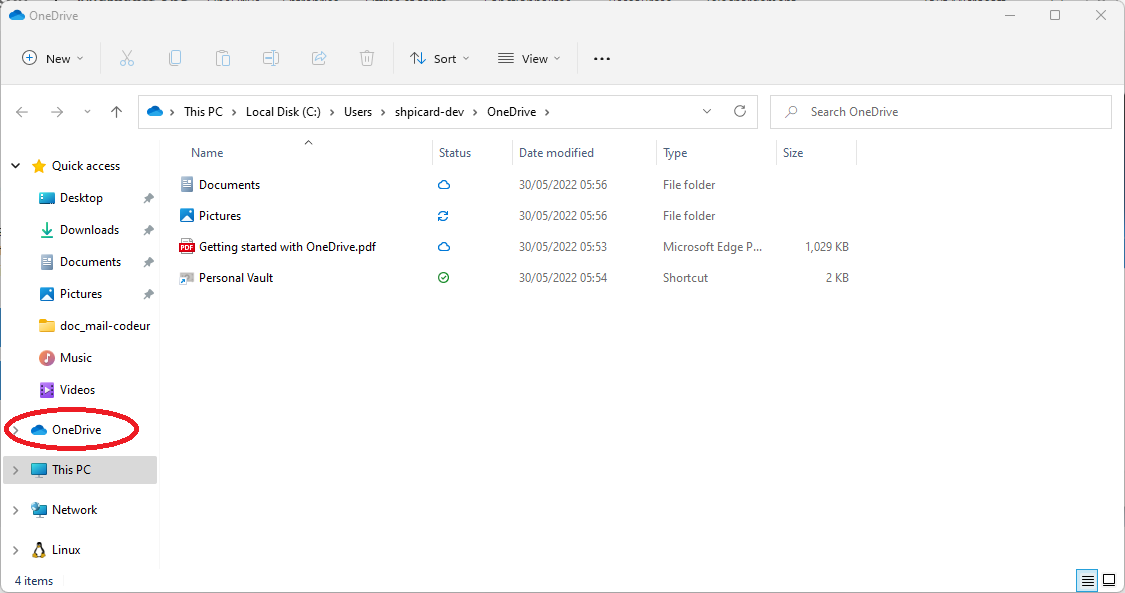 OneDrive
New
Sort
View
This PC
Local Disk (C:)
Users
shpicard-dev
OneDrive
Search OneDrive
Name Status Date modified Type Size
Documents 30/05/2022 05:56 File folder
Pictures 30/05/2022 05:56 File folder
PDF Getting started with OneDrive.pdf 30/05/2022 05:53 Microsoft Edge P... 1,029 KB
Personal Vault 30/05/2022 05:54 Shortcut 2 KB
Quick access
Desktop
Downloads
Documents
Pictures
doc_mail-codeur
Music
Videos
OneDrive
This PC
Network
Linux
4 items